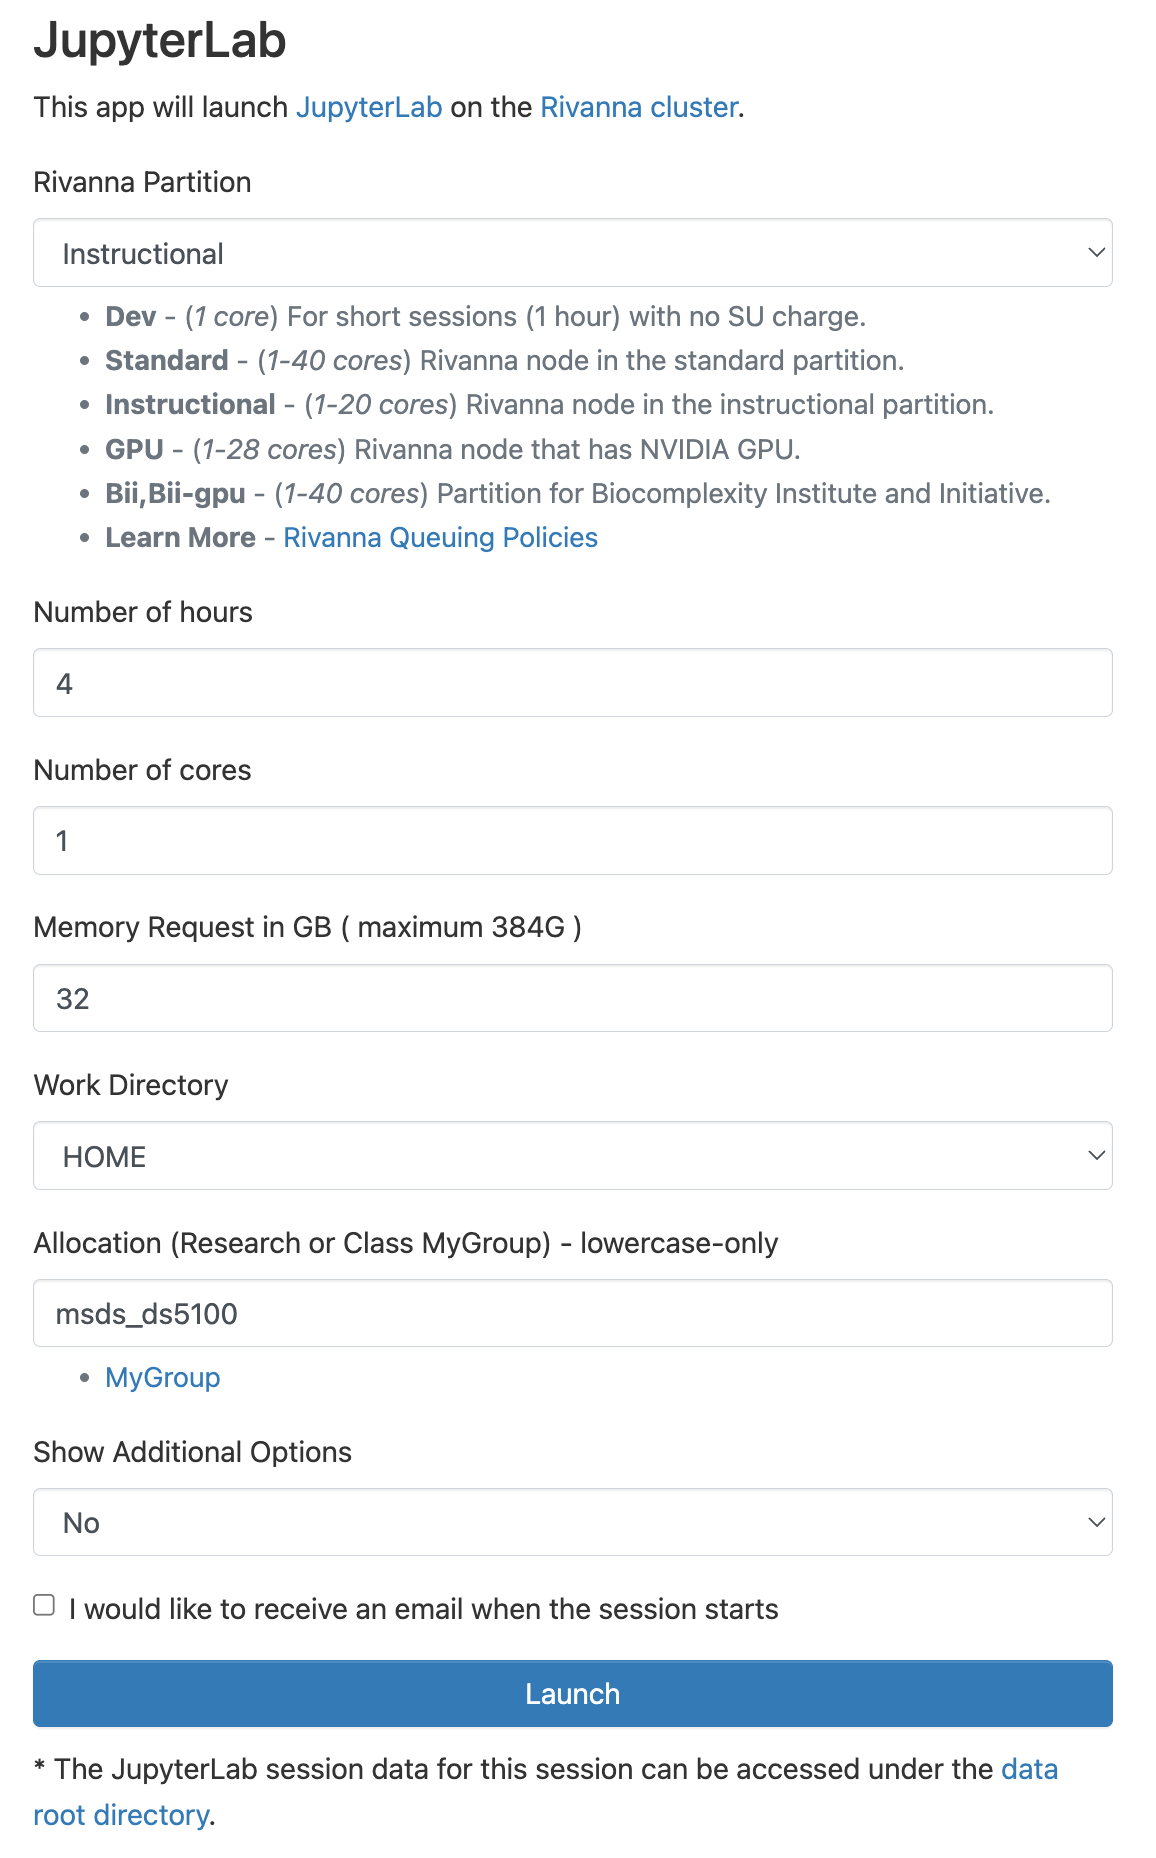 JupyterLab
This app will launch JupyterLab on the Rivanna cluster.
Rivanna Partition
Instructional
• Dev - (1 core) For short sessions (1 hour) with no SU charge.
• Standard - (1-40 cores) Rivanna node in the standard partition.
• Instructional - (1-20 cores) Rivanna node in the instructional partition.
• GPU - (1-28 cores) Rivanna node that has NVIDIA GPU.
• Bii,Bii-gpu - (1-40 cores) Partition for Biocomplexity Institute and Initiative.
• Learn More - Rivanna Queuing Policies
Number of hours
4
Number of cores
1
Memory Request in GB ( maximum 384G )
32
Work Directory
HOME
Allocation (Research or Class MyGroup) - lowercase-only
msds_ds5100
• MyGroup
Show Additional Options
No
I would like to receive an email when the session starts
Launch
* The JupyterLab session data for this session can be accessed under the data
root directory.